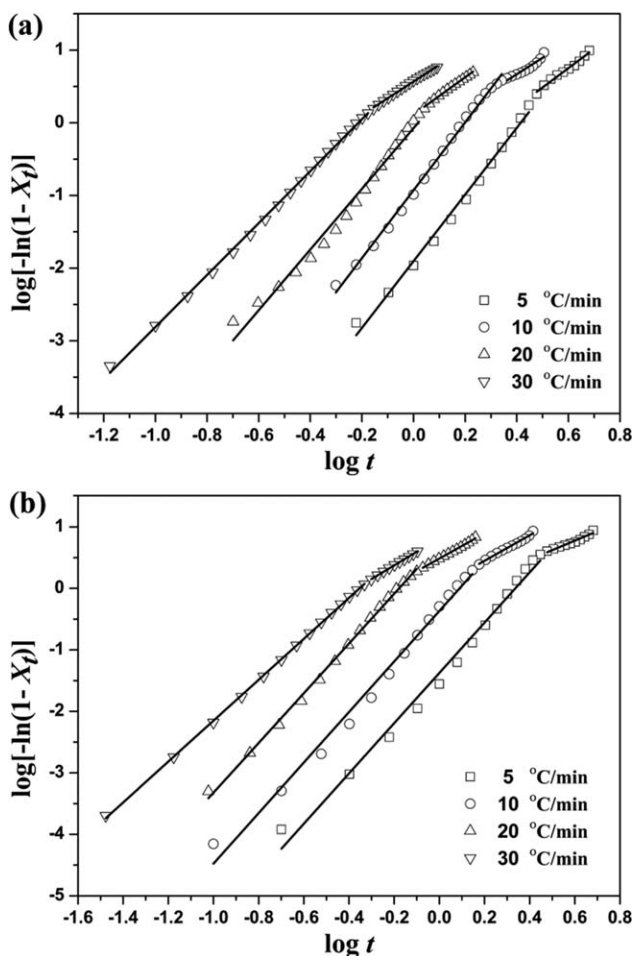 (a)
log[-ln(1- Xt)]
1
0
-1
-2
-3
-4
5 °C/min
10 °C/min
20 °C/min
30 °C/min
-1.2 -1.0 -0.8 -0.6 -0.4 -0.2 0.0 0.2 0.4 0.6 0.8
log t
(b)
log[-ln(1- Xt)]
1
0
-1
-2
-3
-4
-5
5 °C/min
10 °C/min
20 °C/min
30 °C/min
-1.6 -1.4 -1.2 -1.0 -0.8 -0.6 -0.4 -0.2 0.0 0.2 0.4 0.6 0.8
log t